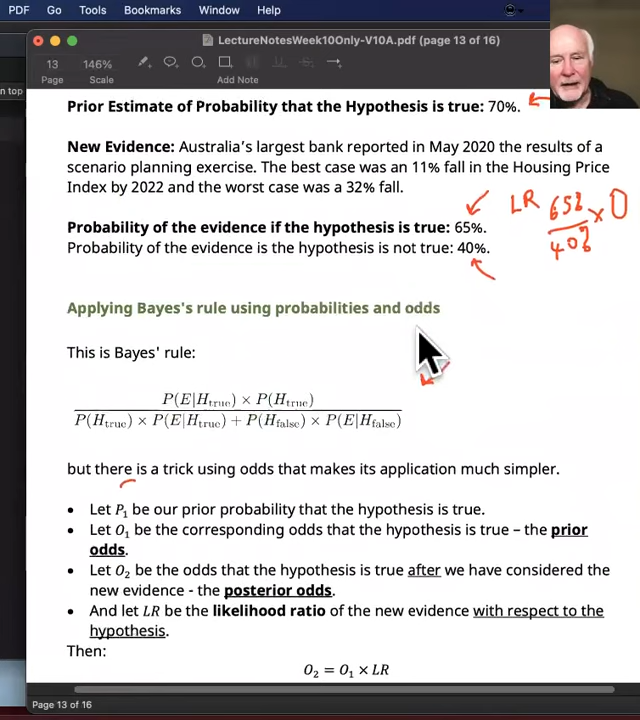 PDF Go Tools Bookmarks Window Help
LectureNotesWeek10Only-V10A.pdf (page 13 of 16)
13 146%
Page Scale Add Note
n top
Prior Estimate of Probability that the Hypothesis is true: 70%.
New Evidence: Australia's largest bank reported in May 2020 the results of a
scenario planning exercise. The best case was an 11% fall in the Housing Price
Index by 2022 and the worst case was a 32% fall.
LR 65% × O
40%
Probability of the evidence if the hypothesis is true: 65%.
Probability of the evidence is the hypothesis is not true: 40%.
Applying Bayes's rule using probabilities and odds
This is Bayes' rule:
P(E|Htrue) × P(Htrue)
P(Htrue) × P(E|Htrue) + P(Hfalse) × P(E|Hfalse)
but there is a trick using odds that makes its application much simpler.
• Let P₁ be our prior probability that the hypothesis is true.
• Let O₁ be the corresponding odds that the hypothesis is true – the prior
odds.
• Let O₂ be the odds that the hypothesis is true after we have considered the
new evidence - the posterior odds.
• And let LR be the likelihood ratio of the new evidence with respect to the
hypothesis.
Then:
O₂ = O₁ × LR
Page 13 of 16